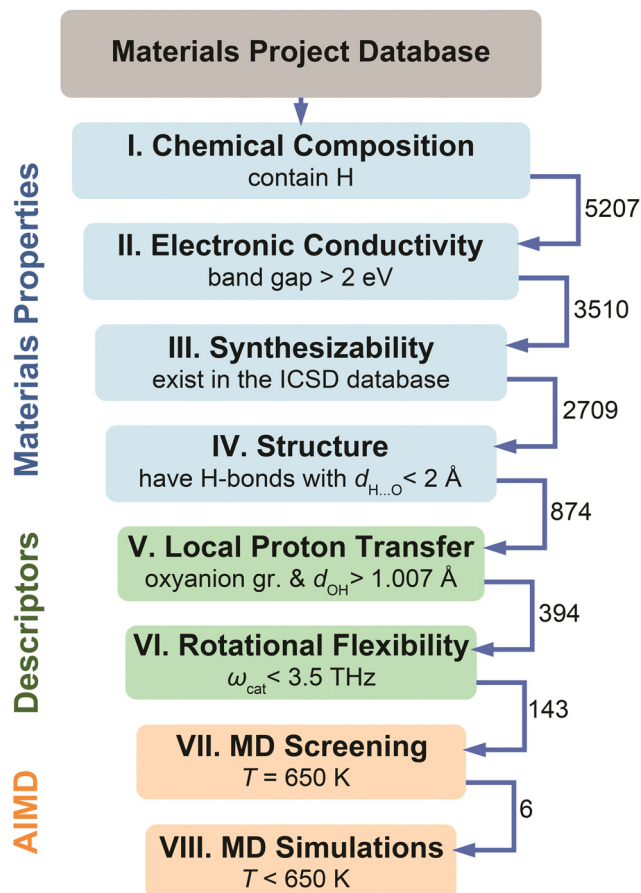 Materials Project Database
Materials Properties
I. Chemical Composition
contain H
5207
II. Electronic Conductivity
band gap > 2 eV
3510
III. Synthesizability
exist in the ICSD database
2709
IV. Structure
have H-bonds with d_H...O < 2 Å
874
Descriptors
V. Local Proton Transfer
oxyanion gr. & d_OH > 1.007 Å
394
VI. Rotational Flexibility
ω_cat < 3.5 THz
143
AIMD
VII. MD Screening
T = 650 K
6
VIII. MD Simulations
T < 650 K